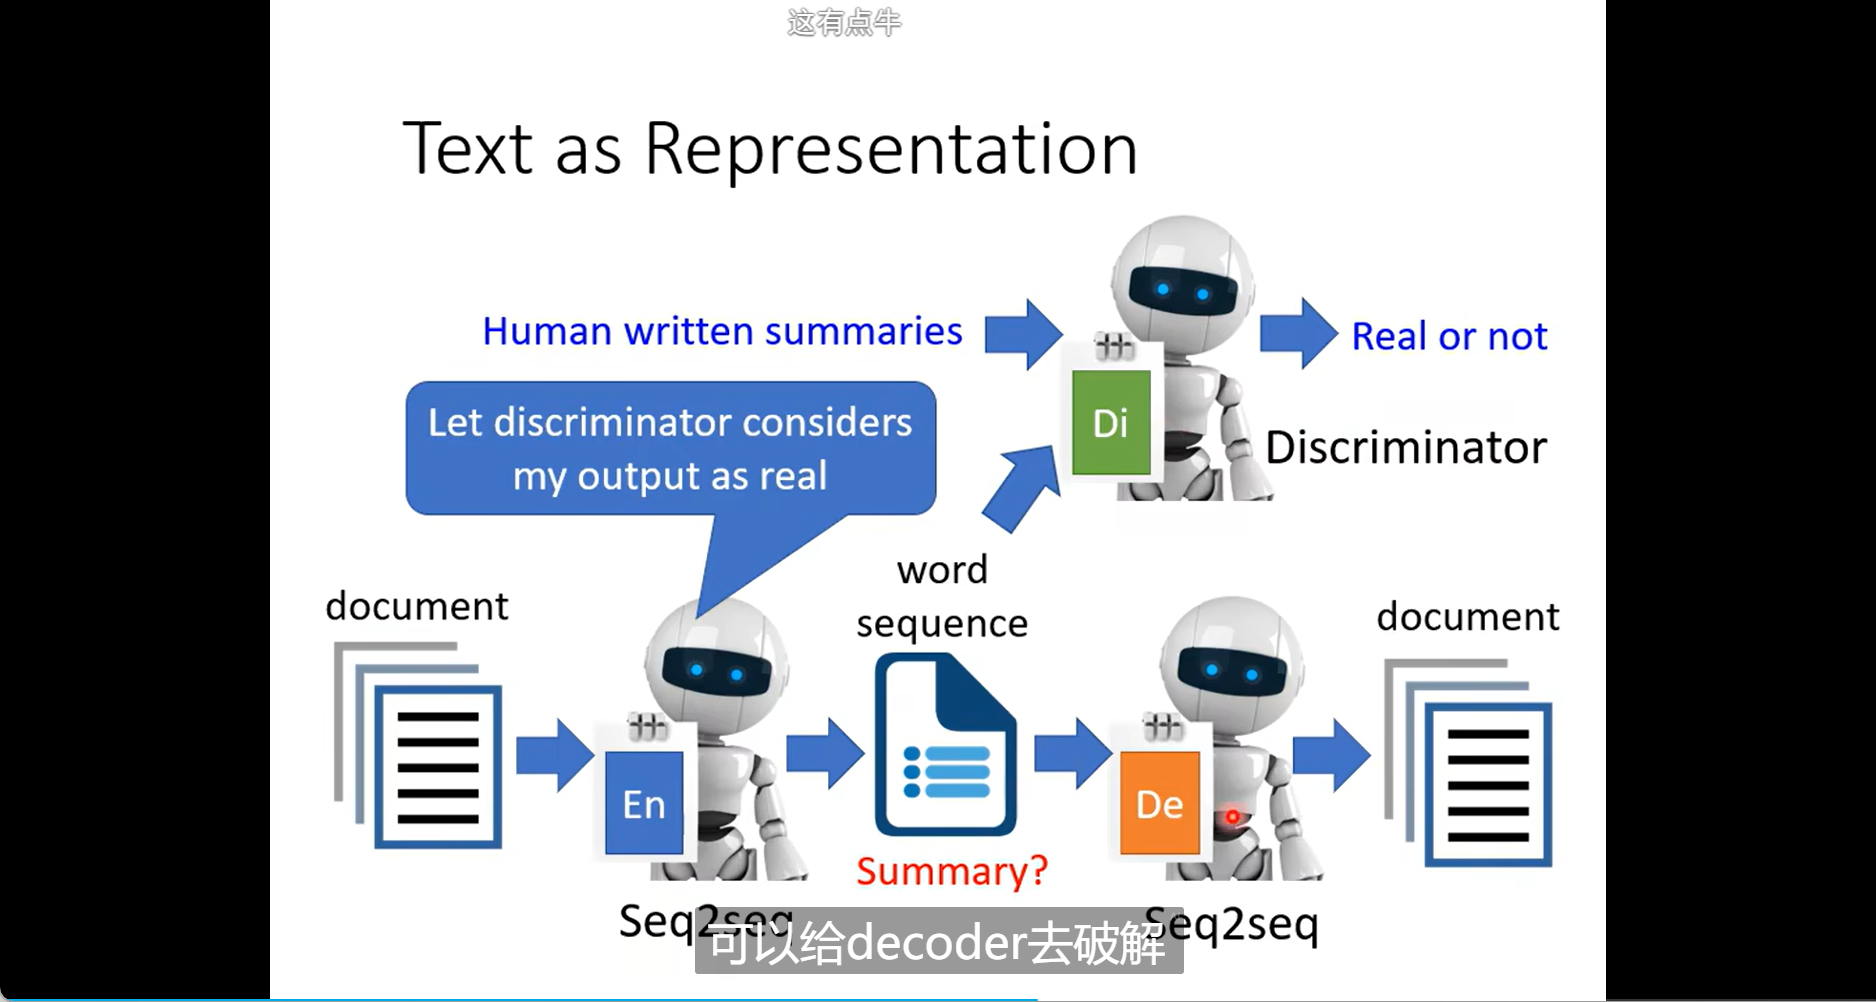 这有点牛
Text as Representation
Human written summaries
Real or not
Let discriminator considers
my output as real
Di
Discriminator
word
sequence
document
document
En
De
Summary?
Seq2seq
Seq2seq
可以给decoder去破解